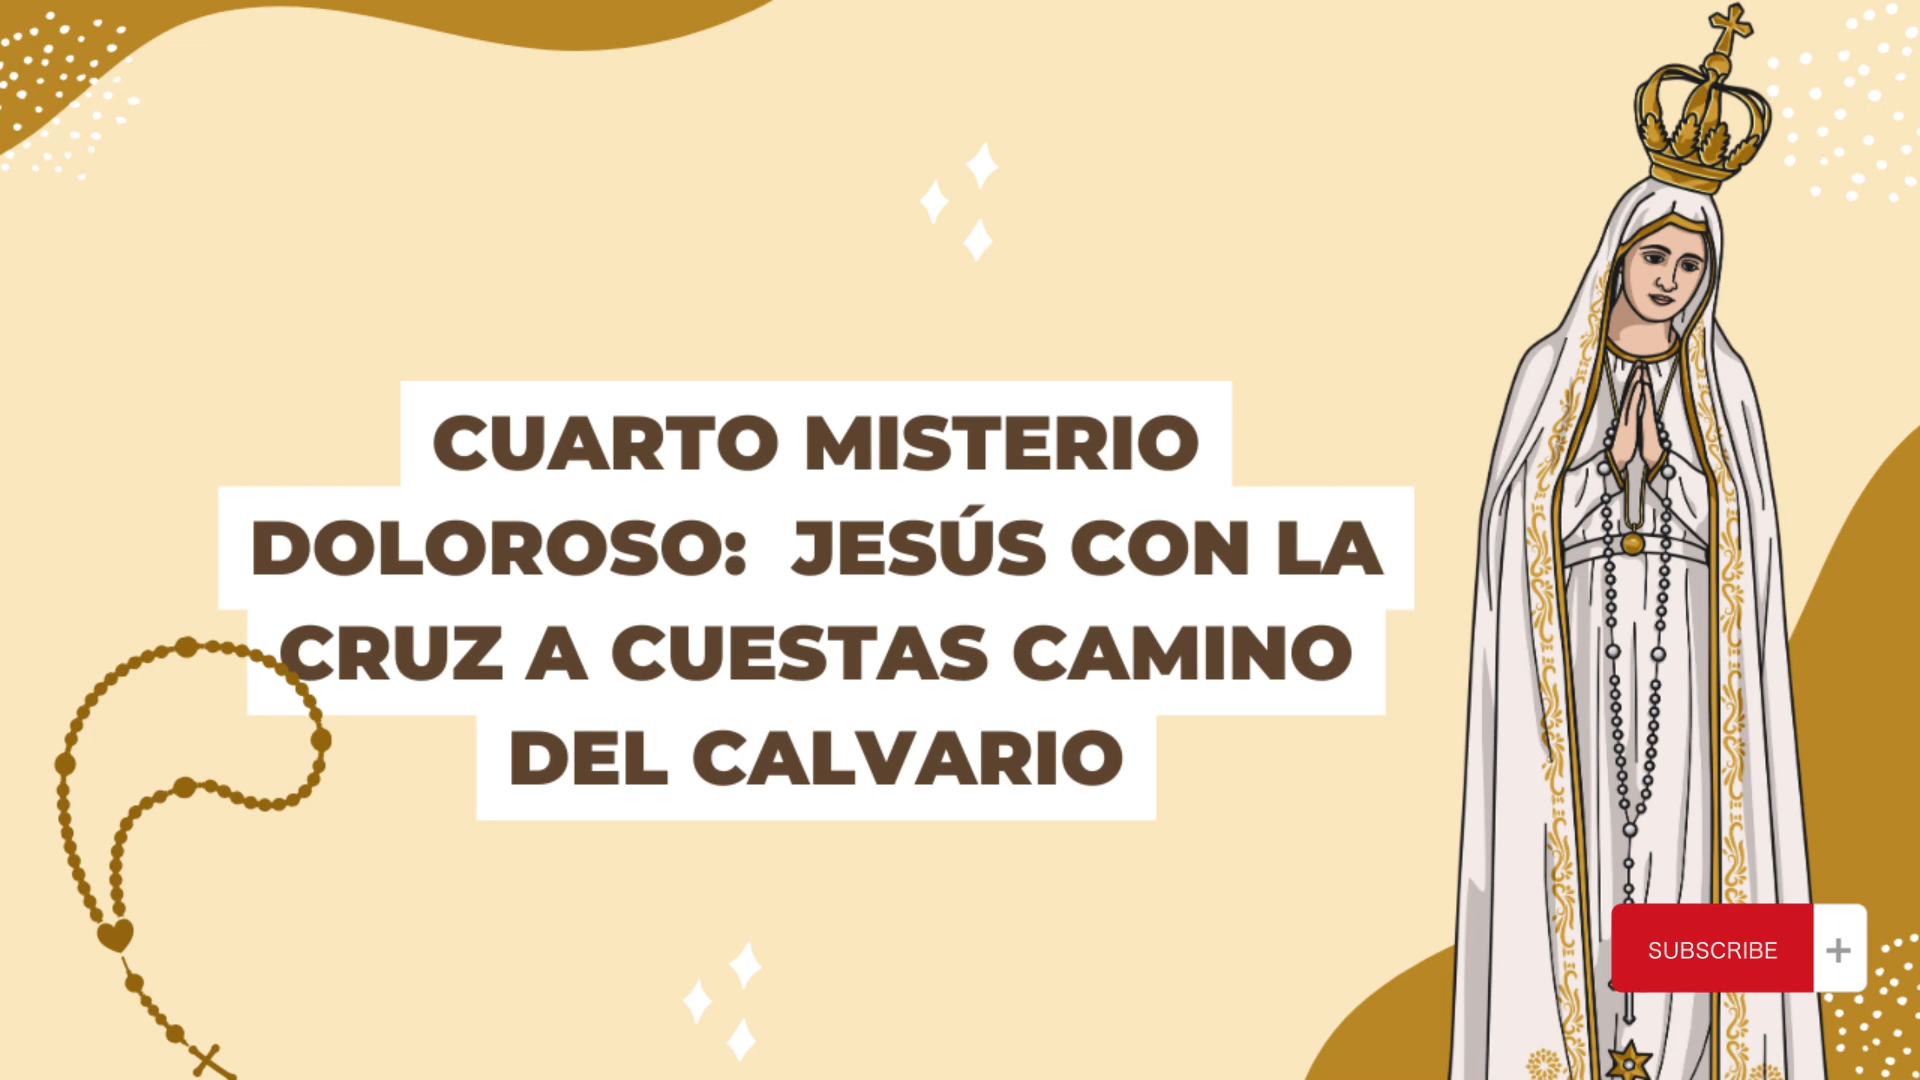 CUARTO MISTERIO
DOLOROSO: JESÚS CON LA
CRUZ A CUESTAS CAMINO
DEL CALVARIO
SUBSCRIBE +